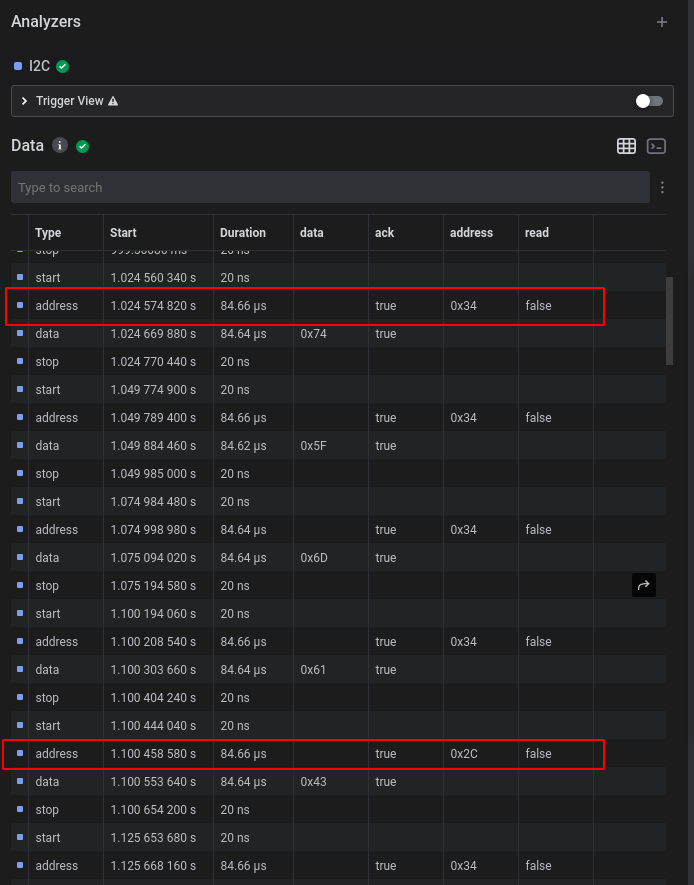 Analyzers
I2C
Trigger View
Data
Type to search
Type Start Duration data ack address read
stop 999.56080 ms 20 ns
start 1.024 560 340 s 20 ns
address 1.024 574 820 s 84.66 μs true 0x34 false
data 1.024 669 880 s 84.64 μs 0x74 true
stop 1.024 770 440 s 20 ns
start 1.049 774 900 s 20 ns
address 1.049 789 400 s 84.66 μs true 0x34 false
data 1.049 884 460 s 84.62 μs 0x5F true
stop 1.049 985 000 s 20 ns
start 1.074 984 480 s 20 ns
address 1.074 998 980 s 84.64 μs true 0x34 false
data 1.075 094 020 s 84.64 μs 0x6D true
stop 1.075 194 580 s 20 ns
start 1.100 194 060 s 20 ns
address 1.100 208 540 s 84.66 μs true 0x34 false
data 1.100 303 660 s 84.64 μs 0x61 true
stop 1.100 404 240 s 20 ns
start 1.100 444 040 s 20 ns
address 1.100 458 580 s 84.66 μs true 0x2C false
data 1.100 553 640 s 84.64 μs 0x43 true
stop 1.100 654 200 s 20 ns
start 1.125 653 680 s 20 ns
address 1.125 668 160 s 84.66 μs true 0x34 false